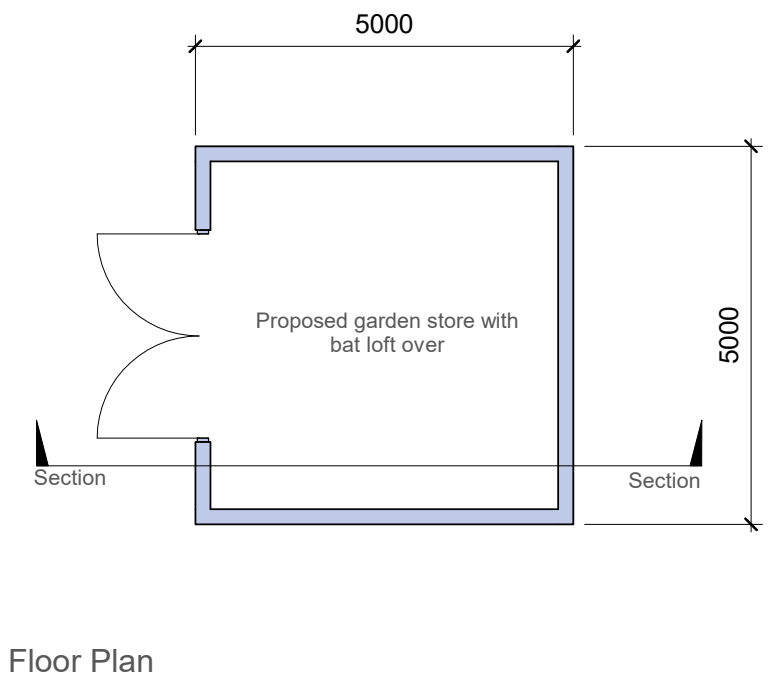 5000
5000
Proposed garden store with
bat loft over
Section
Section
Floor Plan